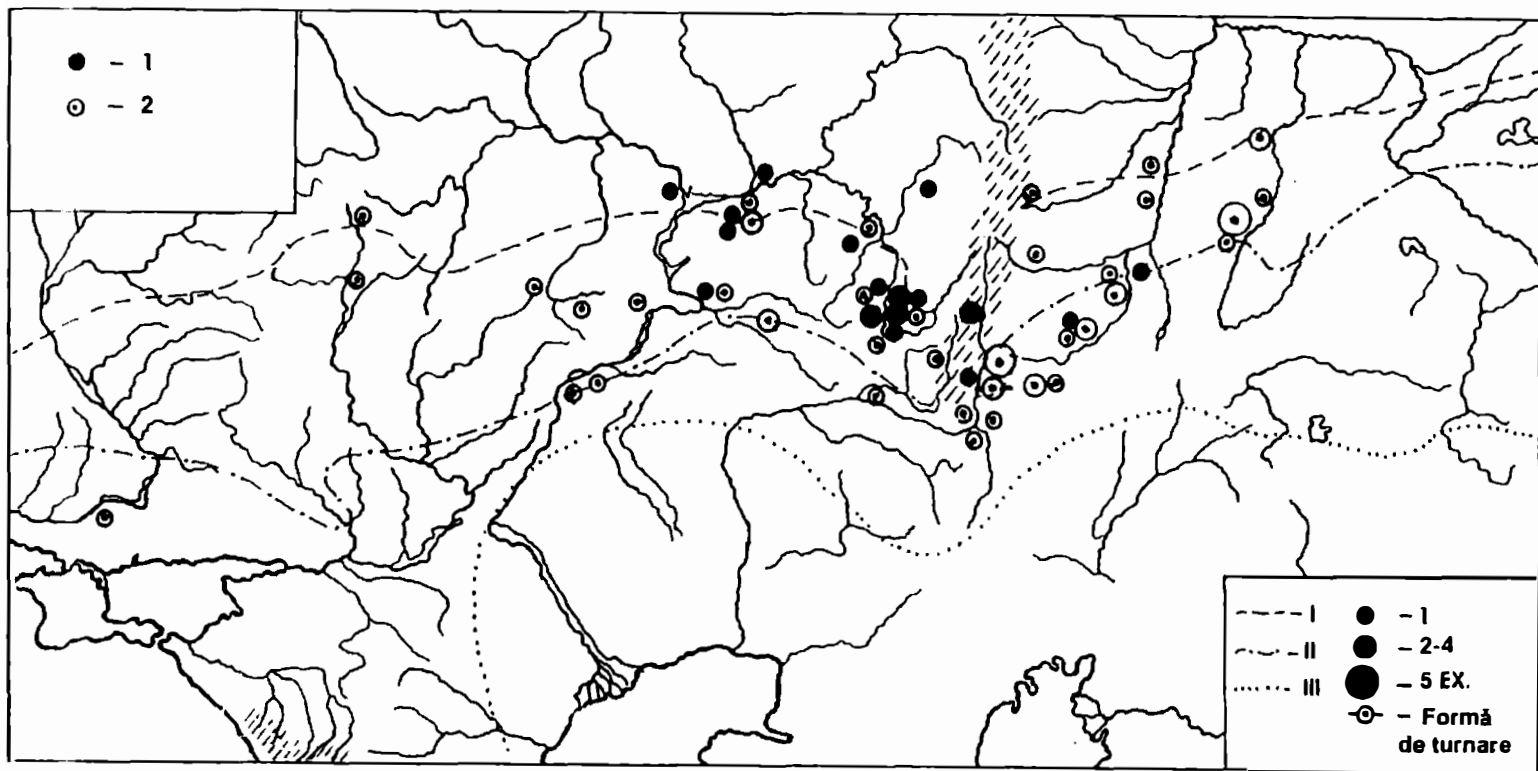 – 1
– 2
I – 1
II – 2-4
III – 5 EX.
– Formă
de turnare